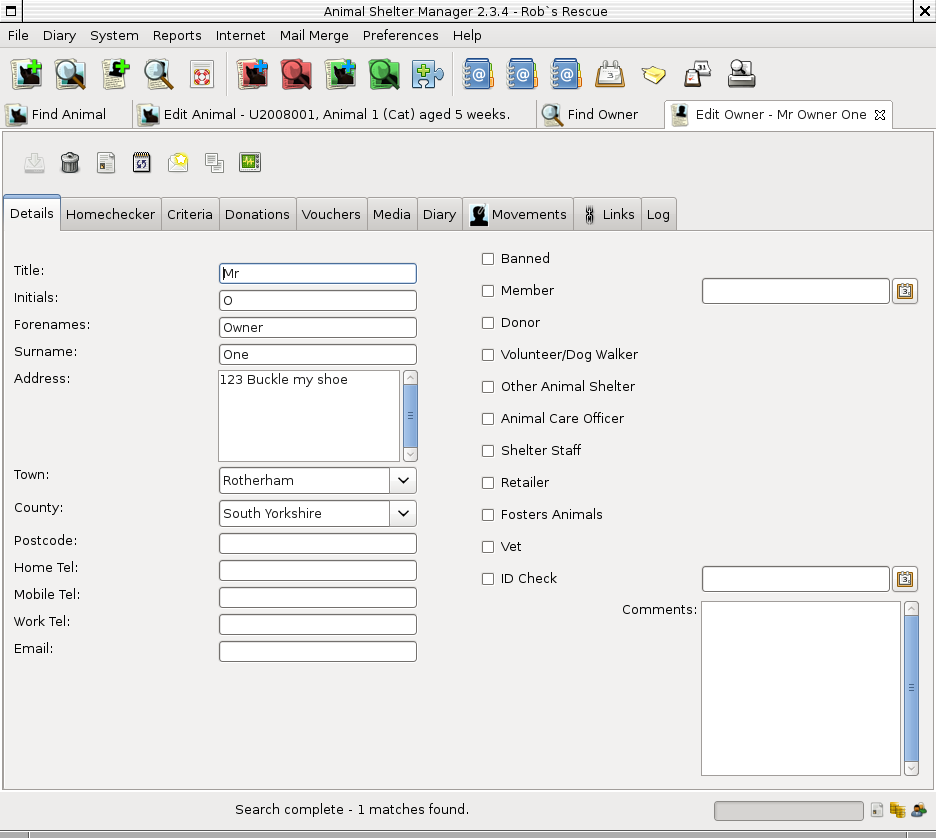 Animal Shelter Manager 2.3.4 - Rob`s Rescue
File Diary System Reports Internet Mail Merge Preferences Help
Find Animal Edit Animal - U2008001, Animal 1 (Cat) aged 5 weeks. Find Owner Edit Owner - Mr Owner One
Details Homechecker Criteria Donations Vouchers Media Diary Movements Links Log
Title: Mr
Initials: O
Forenames: Owner
Surname: One
Address: 123 Buckle my shoe
Town: Rotherham
County: South Yorkshire
Postcode:
Home Tel:
Mobile Tel:
Work Tel:
Email:
Banned
Member
Donor
Volunteer/Dog Walker
Other Animal Shelter
Animal Care Officer
Shelter Staff
Retailer
Fosters Animals
Vet
ID Check
Comments:
Search complete - 1 matches found.